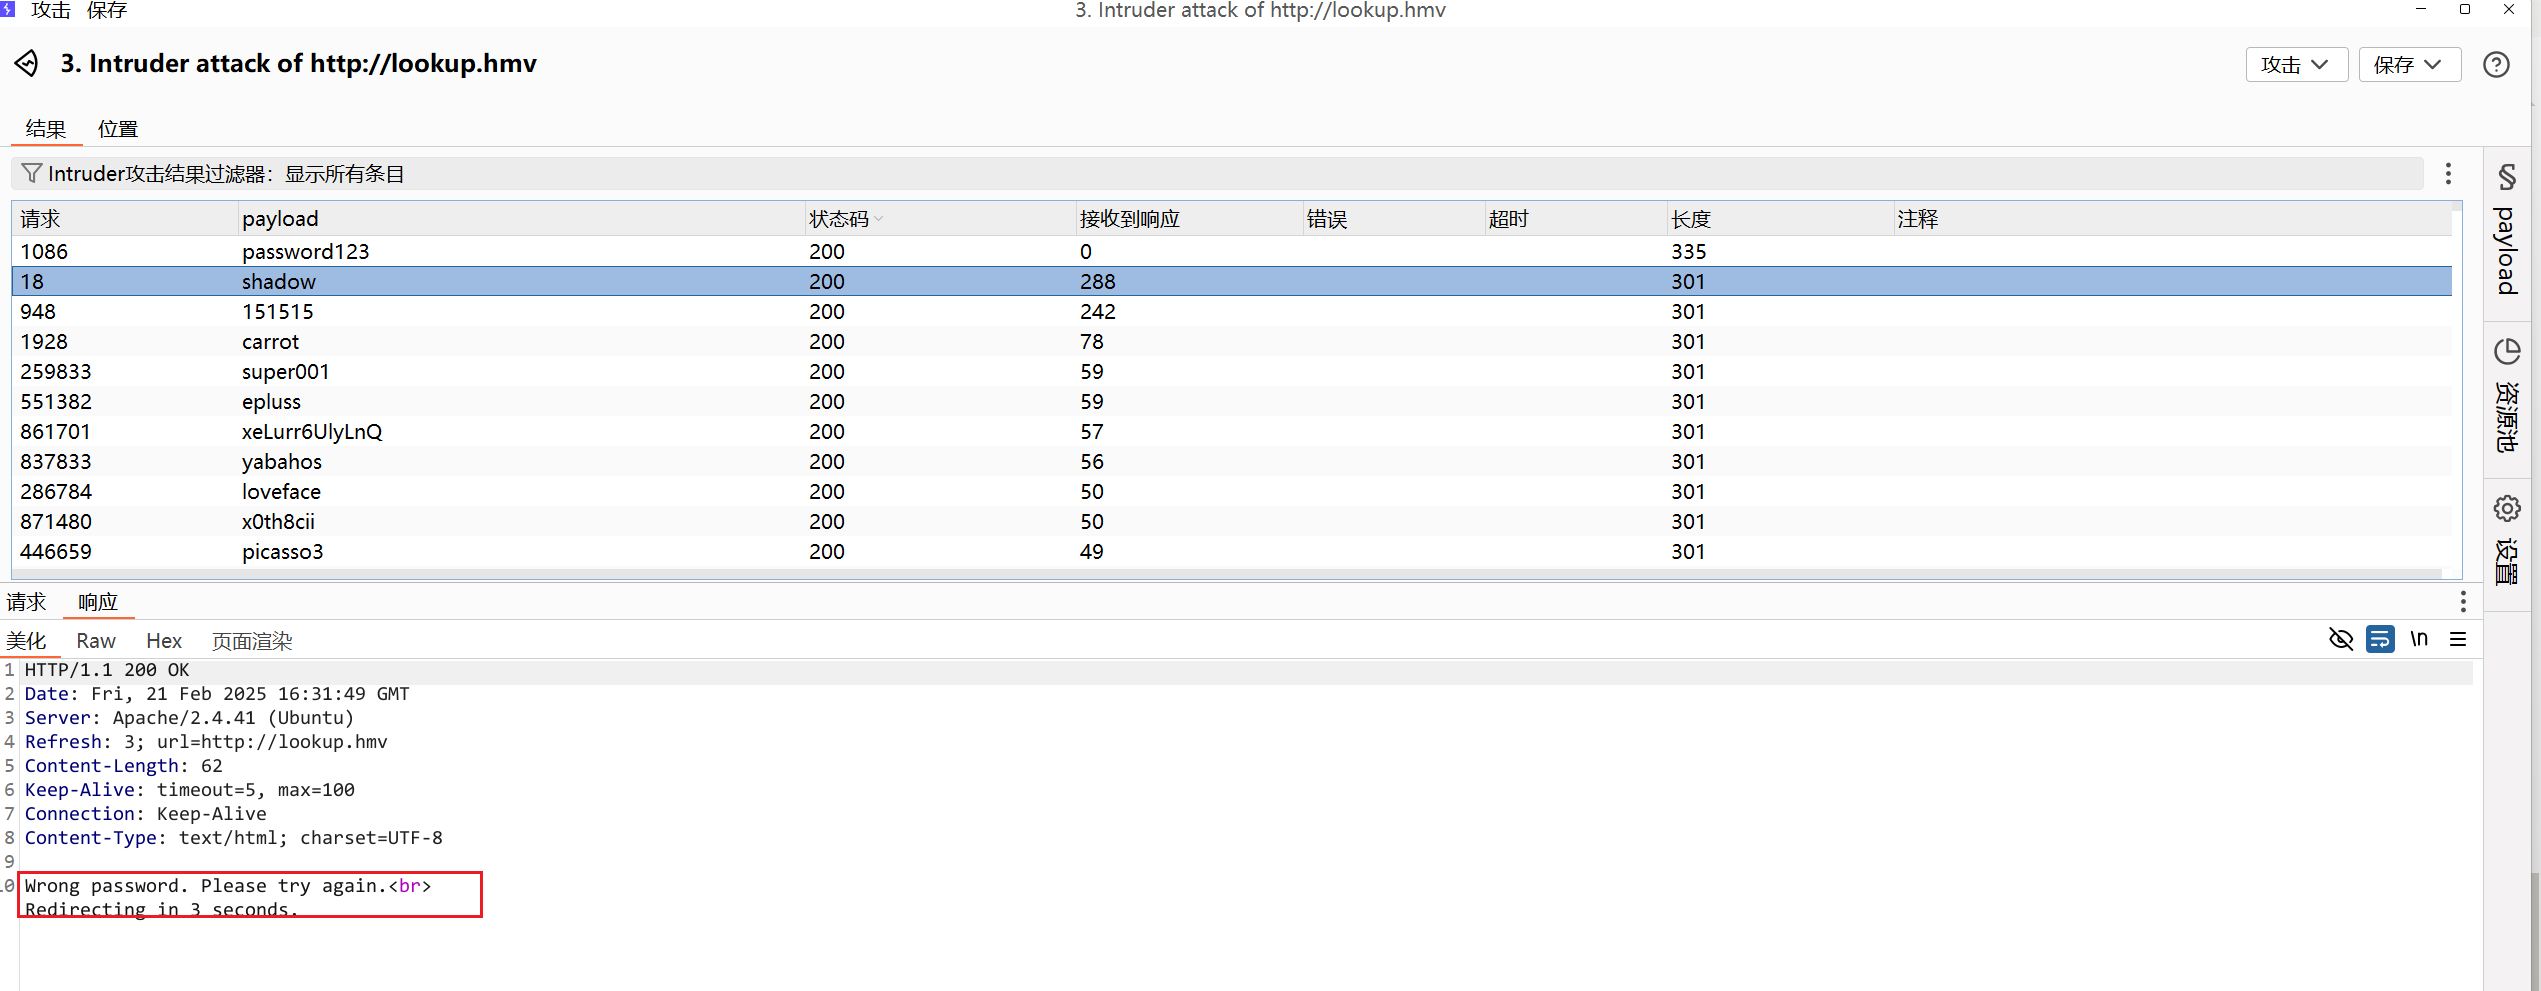 攻击 保存 3. Intruder attack of http://lookup.hmv
3. Intruder attack of http://lookup.hmv 攻击 保存
结果 位置
Intruder攻击结果过滤器：显示所有条目
请求 payload 状态码 接收到响应 错误 超时 长度 注释
1086 password123 200 0 335
18 shadow 200 288 301
948 151515 200 242 301
1928 carrot 200 78 301
259833 super001 200 59 301
551382 epluss 200 59 301
861701 xeLurr6UlyLnQ 200 57 301
837833 yabahos 200 56 301
286784 loveface 200 50 301
871480 x0th8cii 200 50 301
446659 picasso3 200 49 301
payload
资源池
设置
请求 响应
美化 Raw Hex 页面渲染 \n
1 HTTP/1.1 200 OK
2 Date: Fri, 21 Feb 2025 16:31:49 GMT
3 Server: Apache/2.4.41 (Ubuntu)
4 Refresh: 3; url=http://lookup.hmv
5 Content-Length: 62
6 Keep-Alive: timeout=5, max=100
7 Connection: Keep-Alive
8 Content-Type: text/html; charset=UTF-8
9
10 Wrong password. Please try again.<br>
Redirecting in 3 seconds.